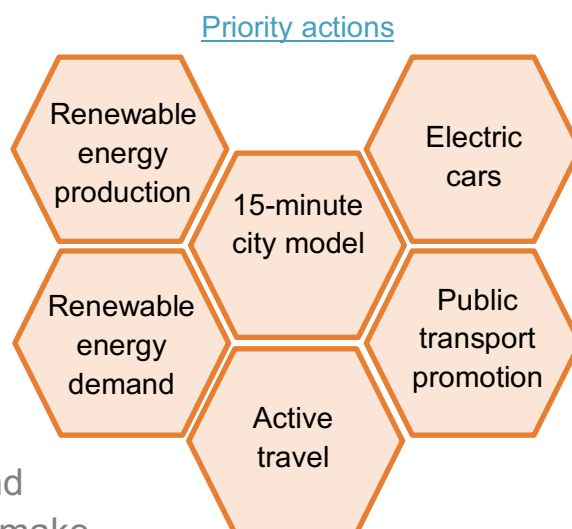 Priority actions
Renewable
energy
production
15-minute
city model
Electric
cars
Renewable
energy
demand
Public
transport
promotion
Active
travel
make